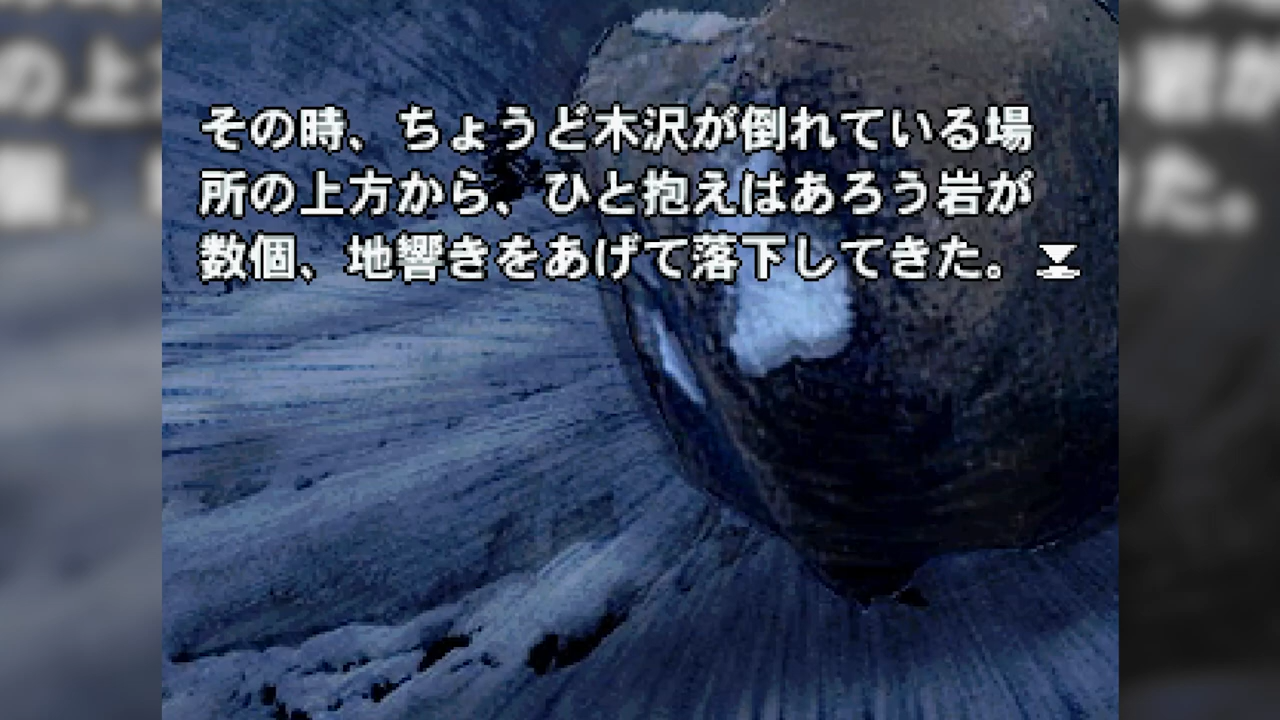 その時、ちょうど木沢が倒れている場
所の上方から、ひと抱えはあろう岩が
数個、地響きをあげて落下してきた。